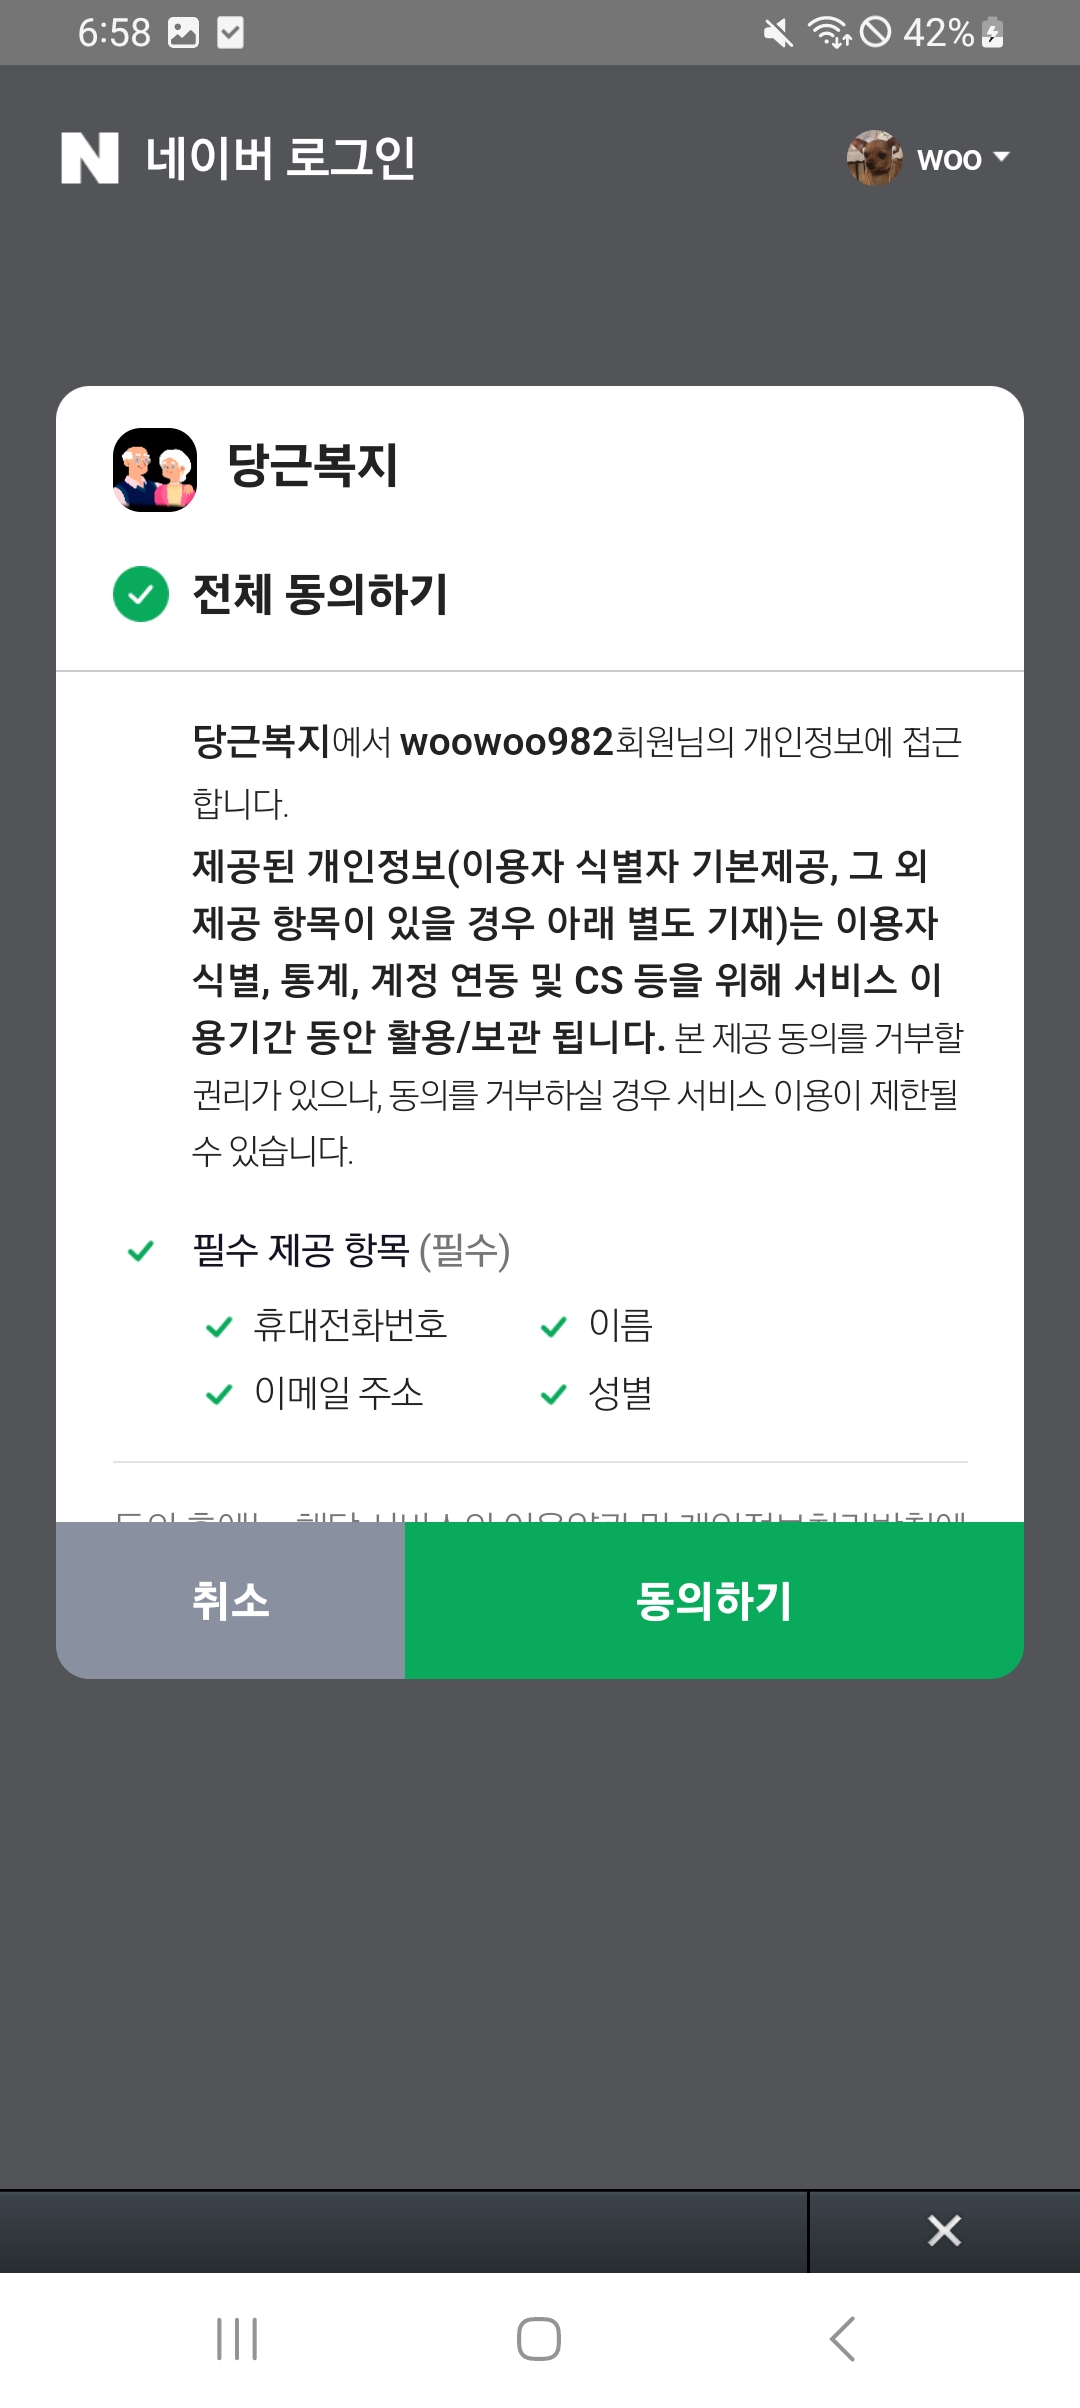 6:58
42%
N 네이버 로그인
woo
당근복지
전체 동의하기
당근복지에서 woowoo982회원님의 개인정보에 접근
합니다.
제공된 개인정보(이용자 식별자 기본제공, 그 외
제공 항목이 있을 경우 아래 별도 기재)는 이용자
식별, 통계, 계정 연동 및 CS 등을 위해 서비스 이
용기간 동안 활용/보관 됩니다. 본 제공 동의를 거부할
권리가 있으나, 동의를 거부하실 경우 서비스 이용이 제한될
수 있습니다.
필수 제공 항목 (필수)
휴대전화번호 이름
이메일 주소 성별
취소 동의하기